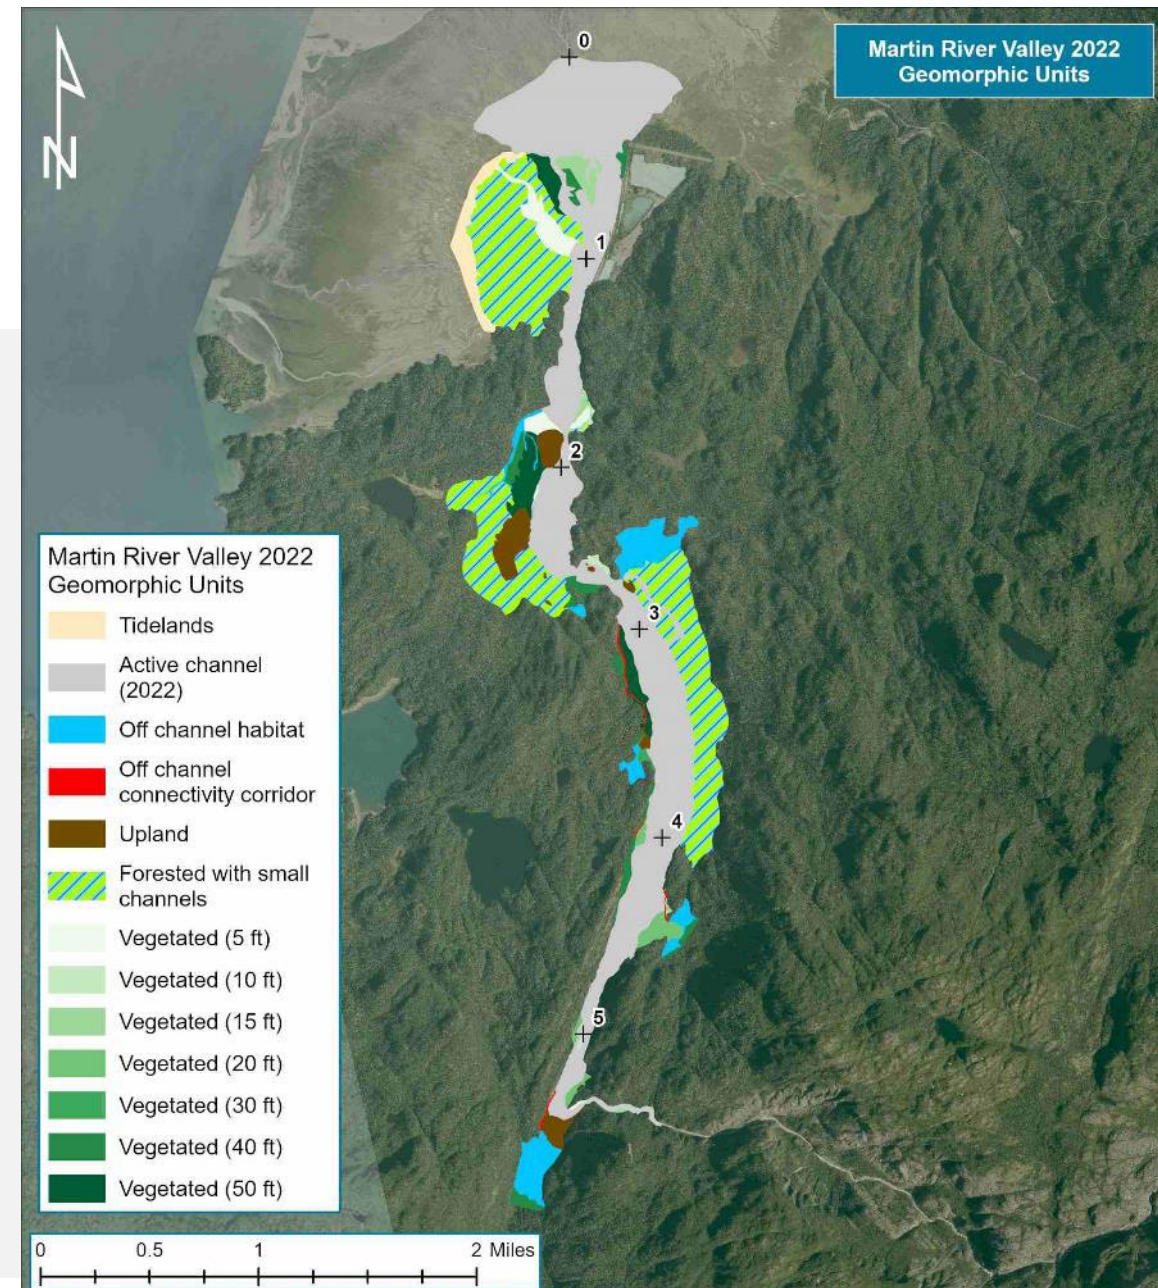 Martin River Valley 2022
Geomorphic Units
N
0
1
2
3
4
5
Martin River Valley 2022
Geomorphic Units
Tidelands
Active channel
(2022)
Off channel habitat
Off channel
connectivity corridor
Upland
Forested with small
channels
Vegetated (5 ft)
Vegetated (10 ft)
Vegetated (15 ft)
Vegetated (20 ft)
Vegetated (30 ft)
Vegetated (40 ft)
Vegetated (50 ft)
0 0.5 1 2 Miles